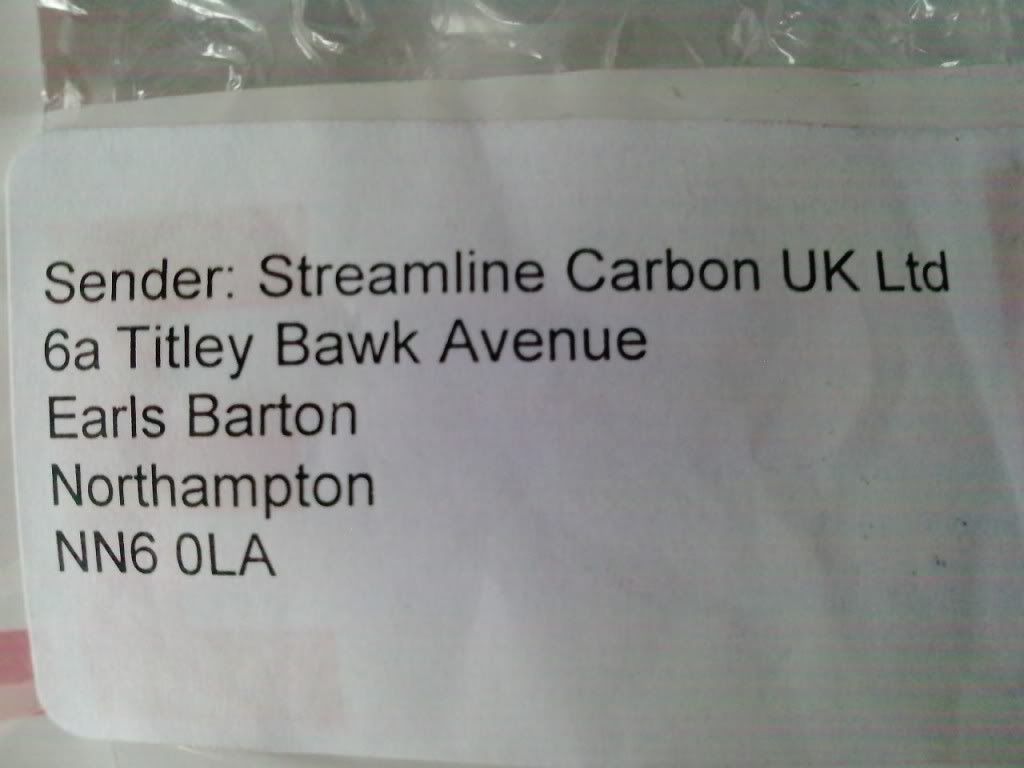 Sender: Streamline Carbon UK Ltd
6a Titley Bawk Avenue
Earls Barton
Northampton
NN6 0LA